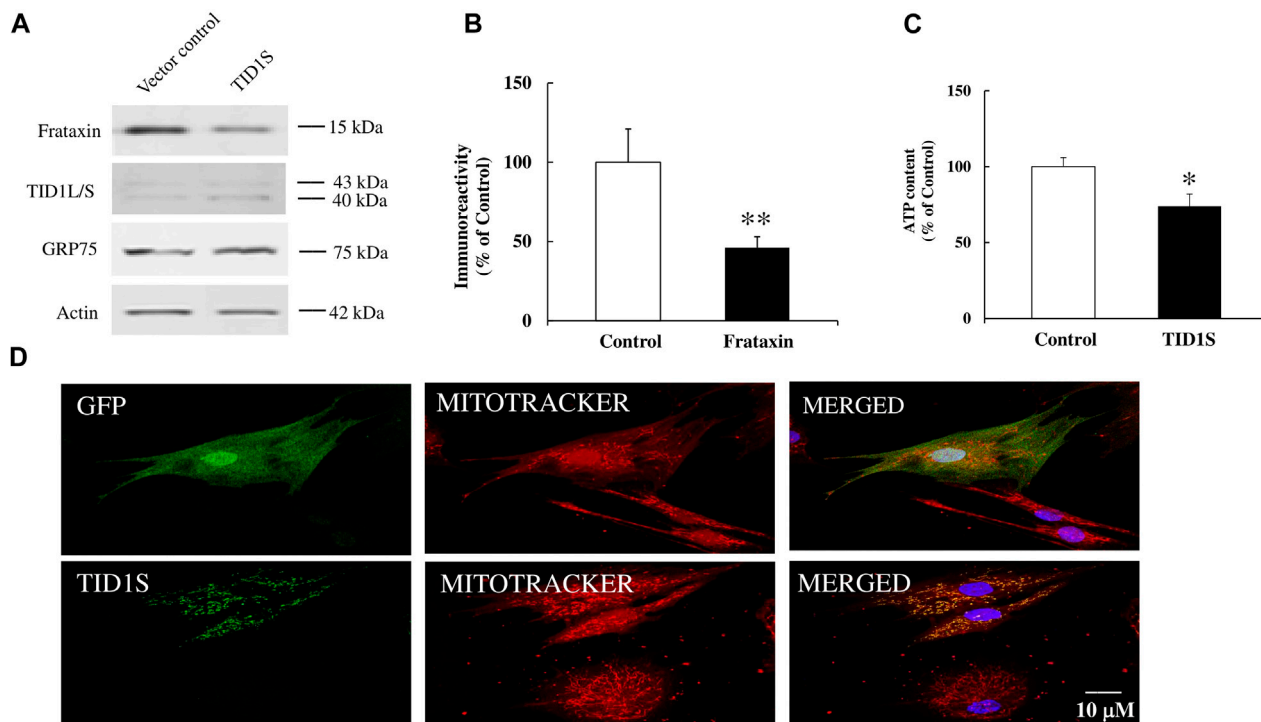 A
Vector control
TID1S
Frataxin
15 kDa
TID1L/S
43 kDa
40 kDa
GRP75
75 kDa
Actin
42 kDa
B
Immunoreactivity
(% of Control)
150
100
50
0
**
Control
Frataxin
C
ATP content
(% of Control)
150
100
50
0
*
Control
TID1S
D
GFP
MITOTRACKER
MERGED
TID1S
MITOTRACKER
MERGED
10 μM